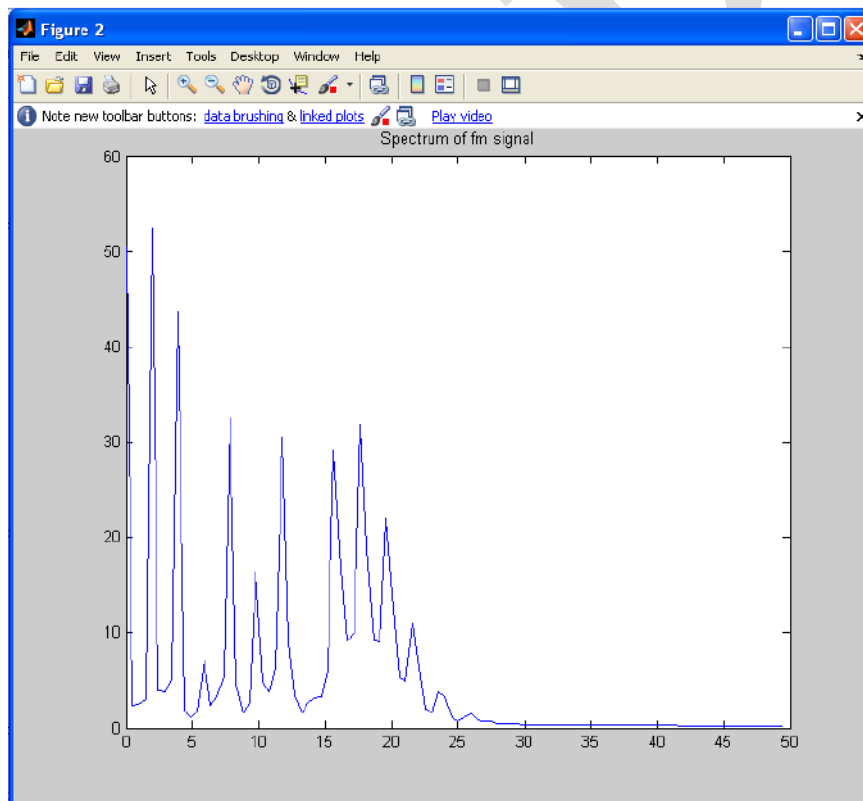 Figure 2
File Edit View Insert Tools Desktop Window Help
Note new toolbar buttons: data brushing & linked plots Play video
Spectrum of fm signal
60
50
40
30
20
10
0
0 5 10 15 20 25 30 35 40 45 50